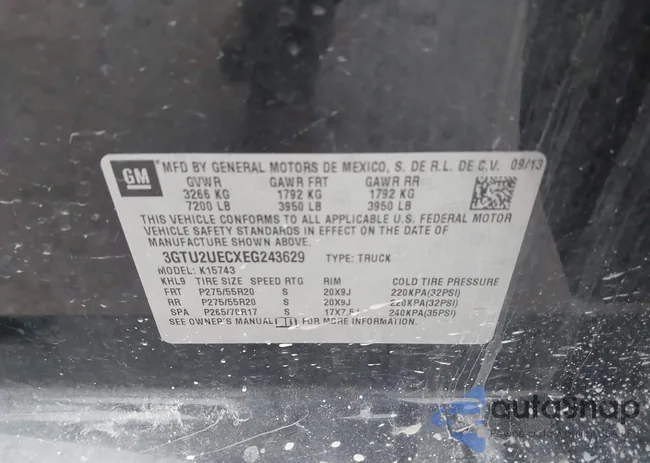 GM
MFD BY GENERAL MOTORS DE MEXICO, S. DE R.L. DE C.V. 09/13
GVWR GAWR FRT GAWR RR
3266 KG 1792 KG 1792 KG
7200 LB 3950 LB 3950 LB
THIS VEHICLE CONFORMS TO ALL APPLICABLE U.S. FEDERAL MOTOR
VEHICLE SAFETY STANDARDS IN EFFECT ON THE DATE OF
MANUFACTURE SHOWN ABOVE.
3GTU2UECXEG243629 TYPE: TRUCK
MODEL: K15743
KHL9 TIRE SIZE SPEED RTG RIM COLD TIRE PRESSURE
FRT P275/55R20 S 20X9J 220KPA(32PSI)
RR P275/55R20 S 20X9J 220KPA(32PSI)
SPA P265/70R17 S 17X7.5J 240KPA(35PSI)
SEE OWNER'S MANUAL FOR MORE INFORMATION.
autosnap